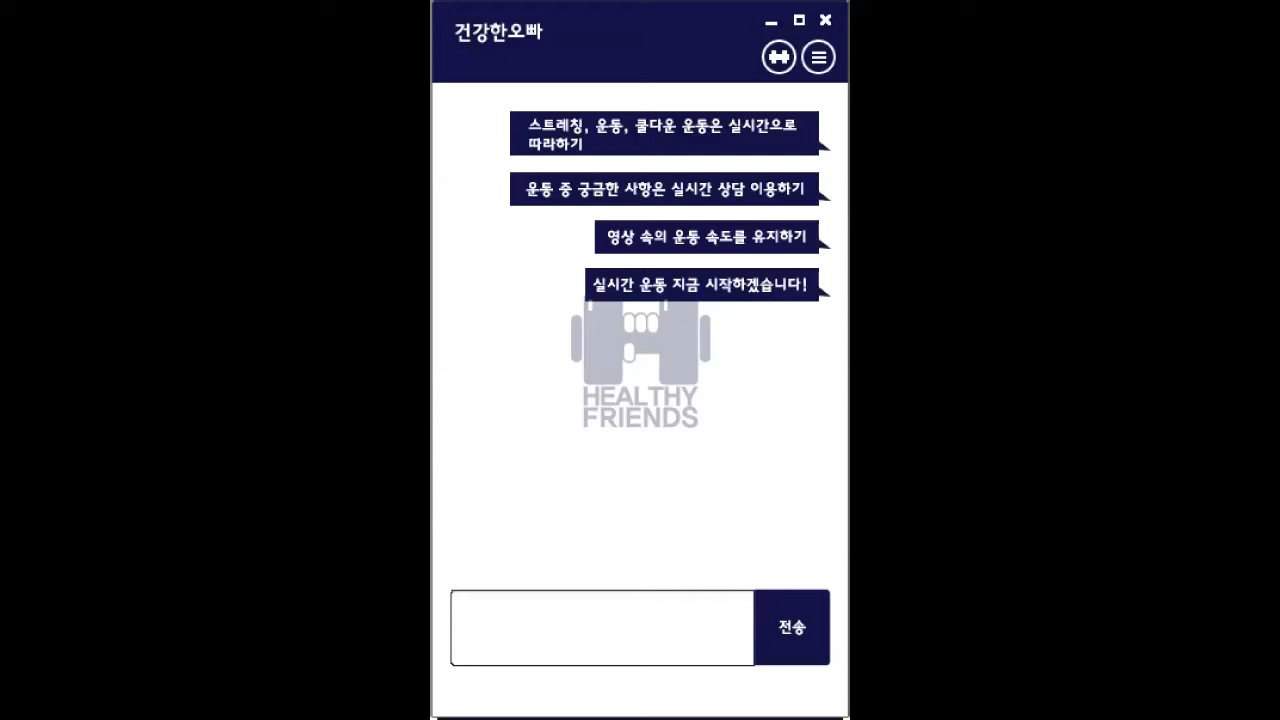 건강한오빠
스트레칭, 운동, 쿨다운 운동은 실시간으로
따라하기
운동 중 궁금한 사항은 실시간 상담 이용하기
영상 속의 운동 속도를 유지하기
실시간 운동 지금 시작하겠습니다!
HEALTHY
FRIENDS
전송